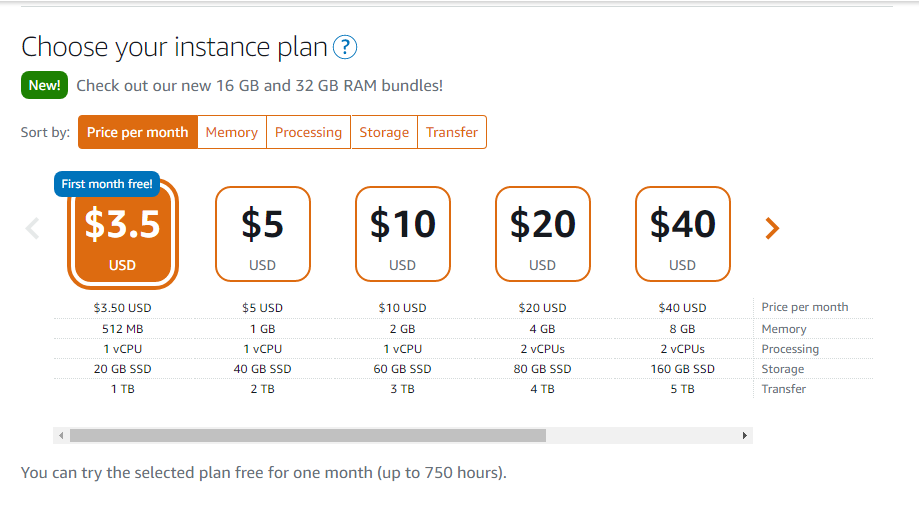 Choose your instance plan ?
New! Check out our new 16 GB and 32 GB RAM bundles!
Sort by: Price per month Memory Processing Storage Transfer
First month free!
$3.5 $5 $10 $20 $40
USD USD USD USD USD
$3.50 USD $5 USD $10 USD $20 USD $40 USD Price per month
512 MB 1 GB 2 GB 4 GB 8 GB Memory
1 vCPU 1 vCPU 1 vCPU 2 vCPUs 2 vCPUs Processing
20 GB SSD 40 GB SSD 60 GB SSD 80 GB SSD 160 GB SSD Storage
1 TB 2 TB 3 TB 4 TB 5 TB Transfer
You can try the selected plan free for one month (up to 750 hours).